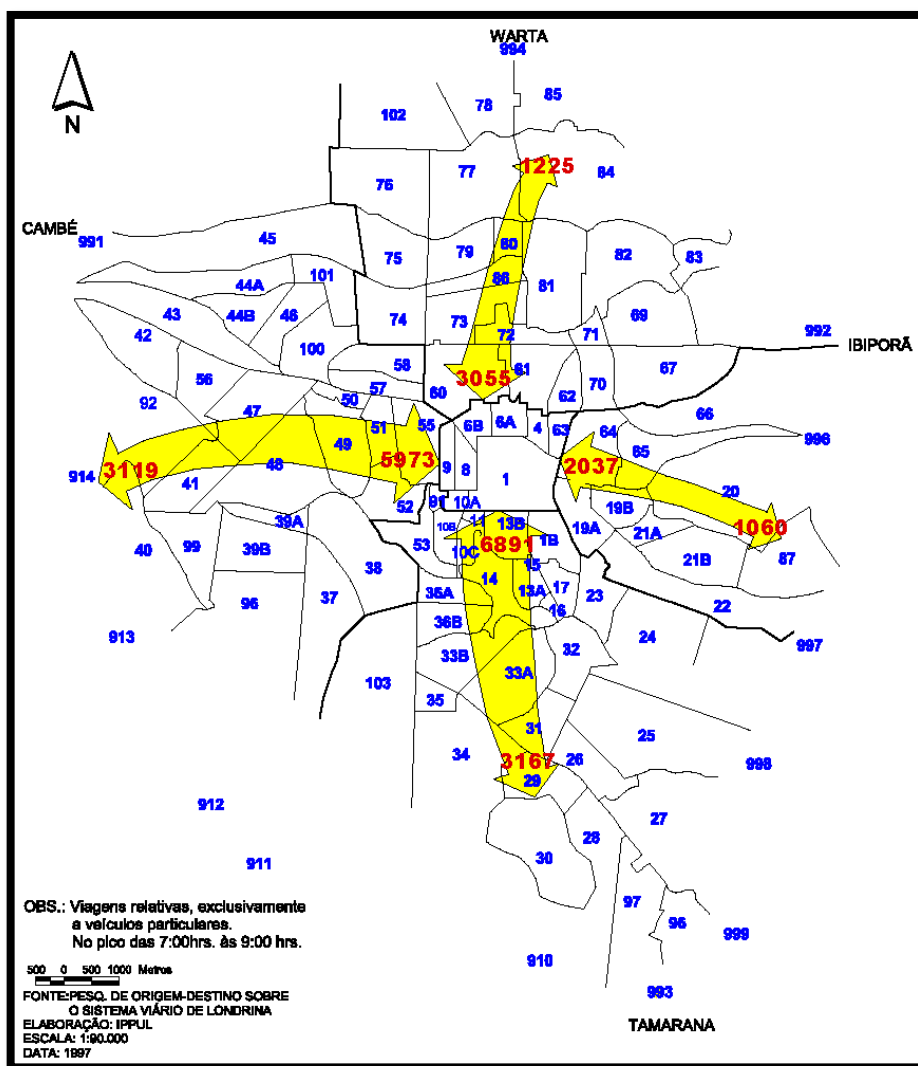 WARTA
994
N
102
78
85
77
1225
84
76
CAMBÉ
991
45
75
79
80
82
83
101
86
81
44A
43
44B
46
74
73
72
71
69
42
100
992
IBIPORÃ
58
61
67
56
3055
70
57
60
62
92
50
47
51
55
6B
6A
4
63
64
66
49
996
85
5973
9
8
1
2037
914
3119
48
20
41
52
91
10A
19B
39A
10B
11
13B
19A
21A
1060
40
99
39B
53
10C
6891
1B
21B
87
38
14
15
35A
13A
17
23
96
37
16
22
36B
913
32
24
997
33B
33A
103
35
31
25
34
3167
26
998
29
912
27
28
30
911
OBS.: Viagens relativas, exclusivamente
a veículos particulares.
No pico das 7:00hrs. às 9:00 hrs.
97
96
999
910
500 0 500 1000 Metros
993
FONTE:PESQ. DE ORIGEM-DESTINO SOBRE
O SISTEMA VIÁRIO DE LONDRINA
ELABORAÇÃO: IPPUL
TAMARANA
ESCALA: 1:90.000
DATA: 1997